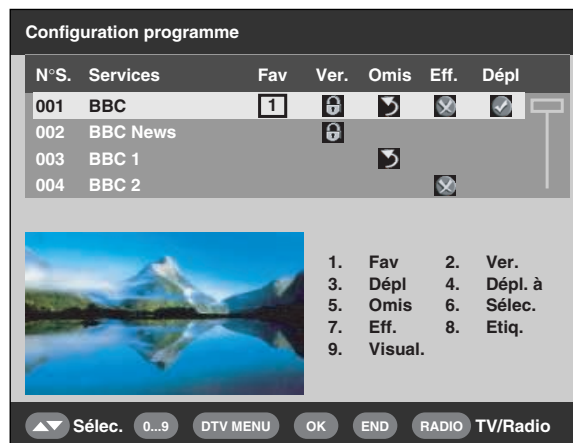 Configuration programme
N°S. Services Fav Ver. Omis Eff. Dépl
001 BBC 1
002 BBC News
003 BBC 1
004 BBC 2
1. Fav 2. Ver.
3. Dépl 4. Dépl. à
5. Omis 6. Sélec.
7. Eff. 8. Etiq.
9. Visual.
Sélec. 0...9 DTV MENU OK END RADIO TV/Radio